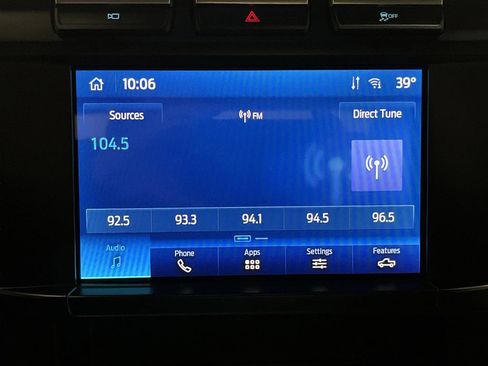 OFF
10:06
39°
Sources
FM
Direct Tune
104.5
92.5
93.3
94.1
94.5
96.5
Audio
Phone
Apps
Settings
Features